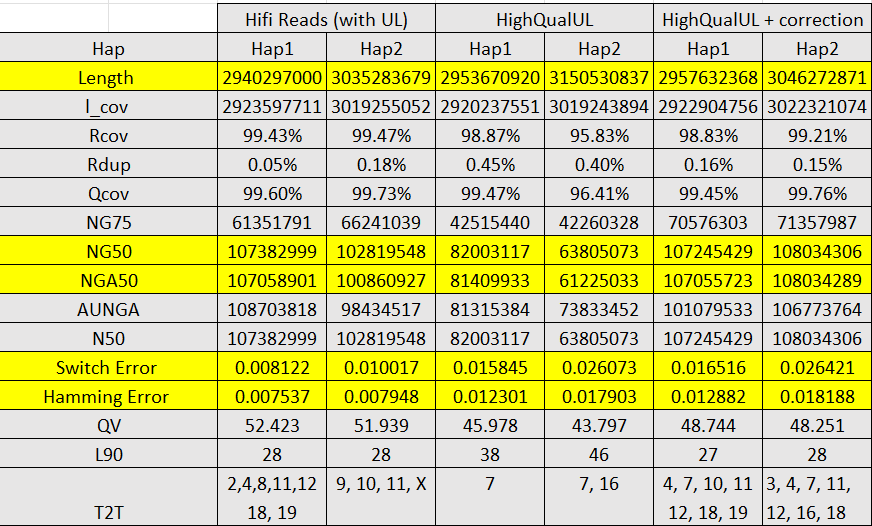 Hifi Reads (with UL) HighQualUL HighQualUL + correction
Hap Hap1 Hap2 Hap1 Hap2 Hap1 Hap2
Length 2940297000 3035283679 2953670920 3150530837 2957632368 3046272871
l_cov 2923597711 3019255052 2920237551 3019243894 2922904756 3022321074
Rcov 99.43% 99.47% 98.87% 95.83% 98.83% 99.21%
Rdup 0.05% 0.18% 0.45% 0.40% 0.16% 0.15%
Qcov 99.60% 99.73% 99.47% 96.41% 99.45% 99.76%
NG75 61351791 66241039 42515440 42260328 70576303 71357987
NG50 107382999 102819548 82003117 63805073 107245429 108034306
NGA50 107058901 100860927 81409933 61225033 107055723 108034289
AUNGA 108703818 98434517 81315384 73833452 101079533 106773764
N50 107382999 102819548 82003117 63805073 107245429 108034306
Switch Error 0.008122 0.010017 0.015845 0.026073 0.016516 0.026421
Hamming Error 0.007537 0.007948 0.012301 0.017903 0.012882 0.018188
QV 52.423 51.939 45.978 43.797 48.744 48.251
L90 28 28 38 46 27 28
2,4,8,11,12 9, 10, 11, X 7 7, 16 4, 7, 10, 11 3, 4, 7, 11,
T2T 18, 19 12, 18, 19 12, 16, 18